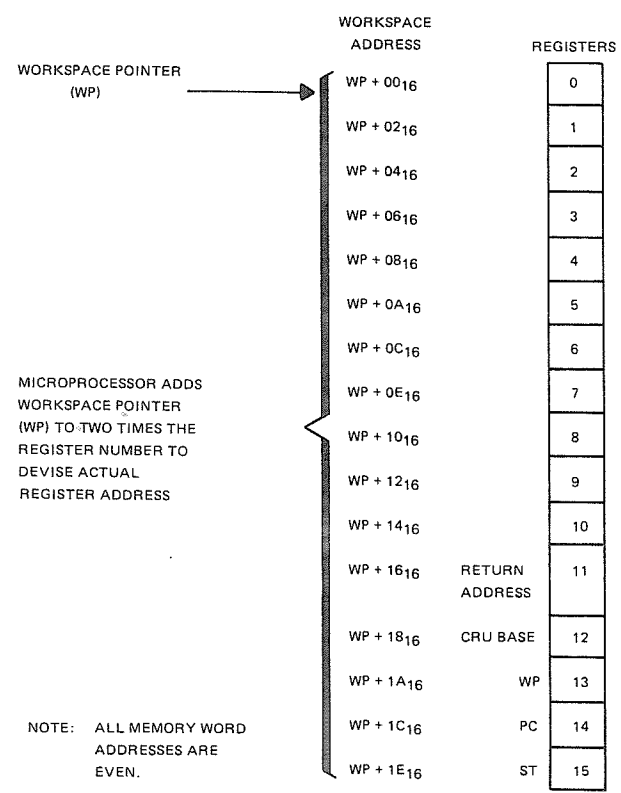 WORKSPACE
ADDRESS
REGISTERS
WORKSPACE POINTER
(WP)
WP + 00₁₆ 0
WP + 02₁₆ 1
WP + 04₁₆ 2
WP + 06₁₆ 3
WP + 08₁₆ 4
WP + 0A₁₆ 5
WP + 0C₁₆ 6
WP + 0E₁₆ 7
MICROPROCESSOR ADDS
WORKSPACE POINTER
(WP) TO TWO TIMES THE
REGISTER NUMBER TO
DEVISE ACTUAL
REGISTER ADDRESS
WP + 10₁₆ 8
WP + 12₁₆ 9
WP + 14₁₆ 10
WP + 16₁₆ RETURN 11
ADDRESS
WP + 18₁₆ CRU BASE 12
WP + 1A₁₆ WP 13
WP + 1C₁₆ PC 14
WP + 1E₁₆ ST 15
NOTE: ALL MEMORY WORD
ADDRESSES ARE
EVEN.